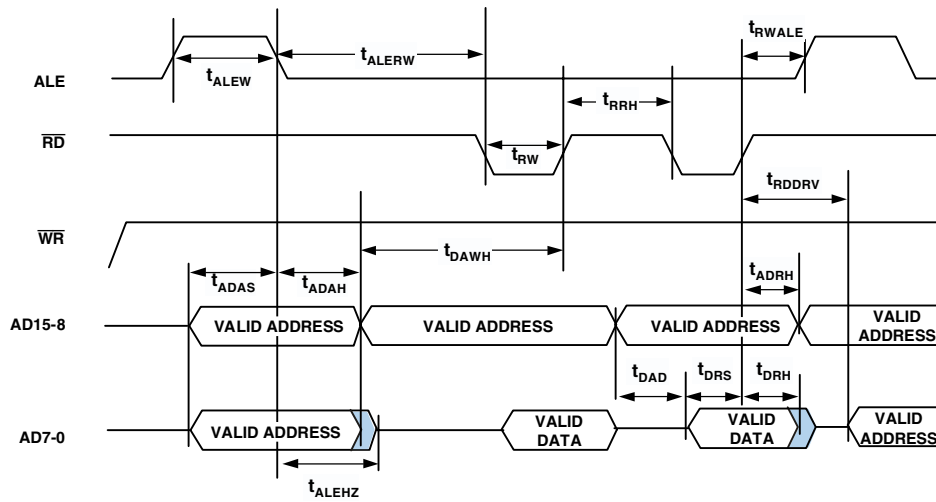 tRWALE
tALEW
tALERW
ALE
tRRH
RD
tRW
tRDDRV
WR
tDAWH
tADAS
tADAH
tADRH
AD15-8
VALID ADDRESS
VALID ADDRESS
VALID ADDRESS
VALID
ADDRESS
tDAD
tDRS
tDRH
AD7-0
VALID ADDRESS
VALID
DATA
VALID
DATA
VALID
ADDRESS
tALEHZ